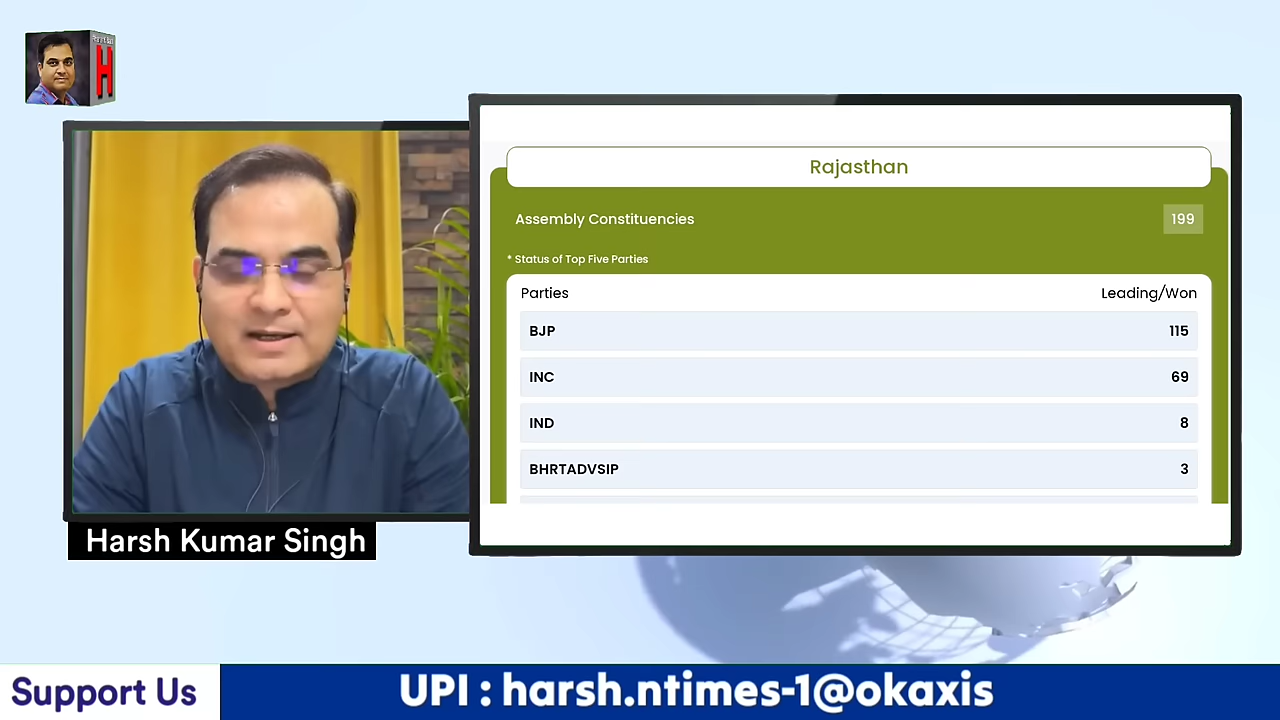 H
Rajasthan
Assembly Constituencies 199
* Status of Top Five Parties
Parties Leading/Won
BJP 115
INC 69
IND 8
BHRTADVSIP 3
Harsh Kumar Singh
Support Us
UPI : harsh.ntimes-1@okaxis